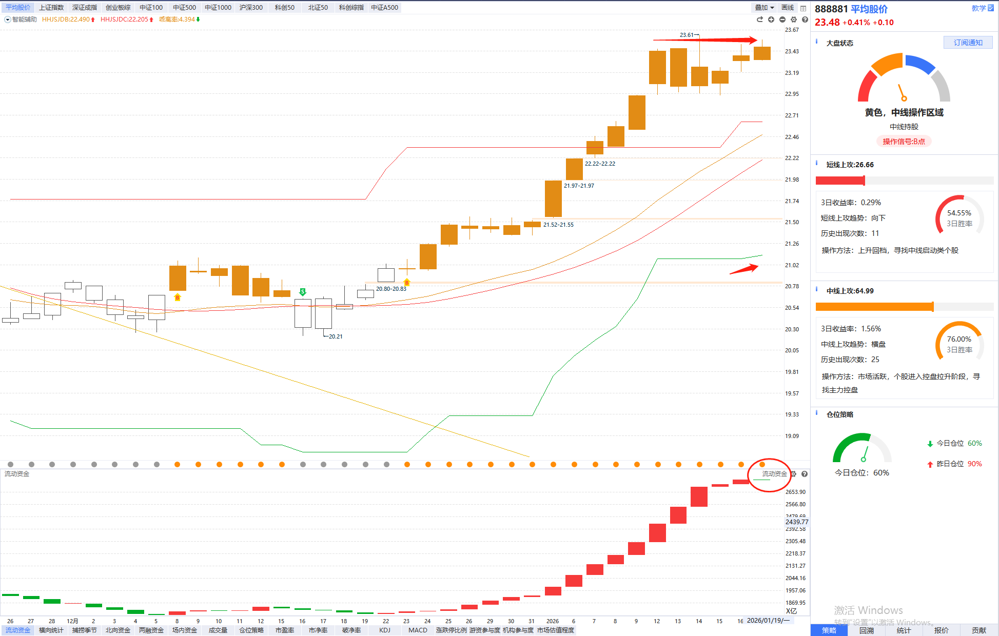 平均股价 上证指数 深证成指 创业板综 中证100 中证500 中证1000 沪深300 科创50 北证50 科创综指 中证A500 叠加 画线
智能辅助 HHJSJDB:22.490 HHJSJDC:22.205 乖离率:4.394
23.67
23.61
23.43
23.19
22.95
22.71
22.46
22.22
22.22-22.22
21.98
21.97-21.97
21.74
21.50
21.52-21.55
21.26
21.02
20.78
20.80-20.83
B
B
S
20.54
20.30
20.21
20.05
19.81
19.57
19.33
19.09
流动资金
流动资金
2653.90
2566.80
2479.69
2439.77
2392.58
2305.48
2218.37
2131.27
2044.16
1957.06
1869.95
X亿
26 27 28 12月 2 3 4 5 8 9 10 11 12 15 16 17 18 19 22 23 24 25 26 29 30 31 2026 6 7 8 9 12 13 14 15 16 2026/01/19/一
流动资金 横向统计 捕捞季节 北向资金 两融资金 场内资金 成交量 仓位策略 市盈率 市净率 破净率 KDJ MACD 涨跌停比例 游资参与度 机构参与度 市场估值程度
888881 平均股价 教学
23.48 +0.41% +0.10
大盘状态 订阅通知
黄色，中线操作区域
中线持股
操作信号:B点
短线上攻:26.66
3日收益率：0.29%
短线上攻趋势：向下
历史出现次数：11
54.55%
3日胜率
操作方法：上升回档，寻找中线启动类个股
中线上攻:64.99
3日收益率：1.56%
中线上攻趋势：横盘
历史出现次数：25
76.00%
3日胜率
操作方法：市场活跃，个股进入控盘拉升阶段，寻
找主力控盘
仓位策略
今日仓位 60%
昨日仓位 90%
今日仓位：60%
激活 Windows
转到"设置"以激活 Windows。
策略 回溯 统计 报价 贡献